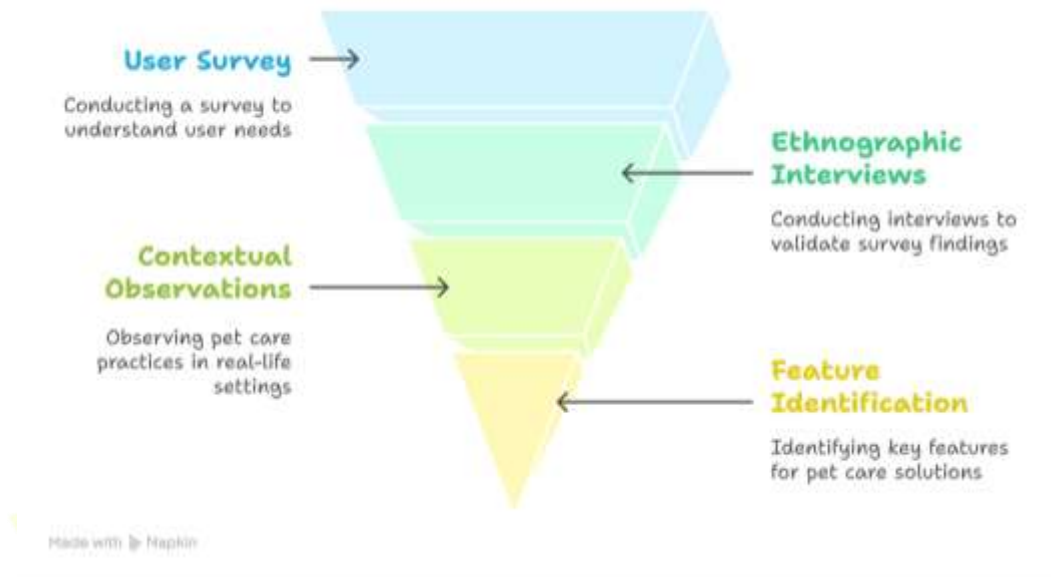 User Survey
Conducting a survey to
understand user needs
Ethnographic
Interviews
Conducting interviews to
validate survey findings
Contextual
Observations
Observing pet care
practices in real-life
settings
Feature
Identification
Identifying key features
for pet care solutions
Made with Napkin